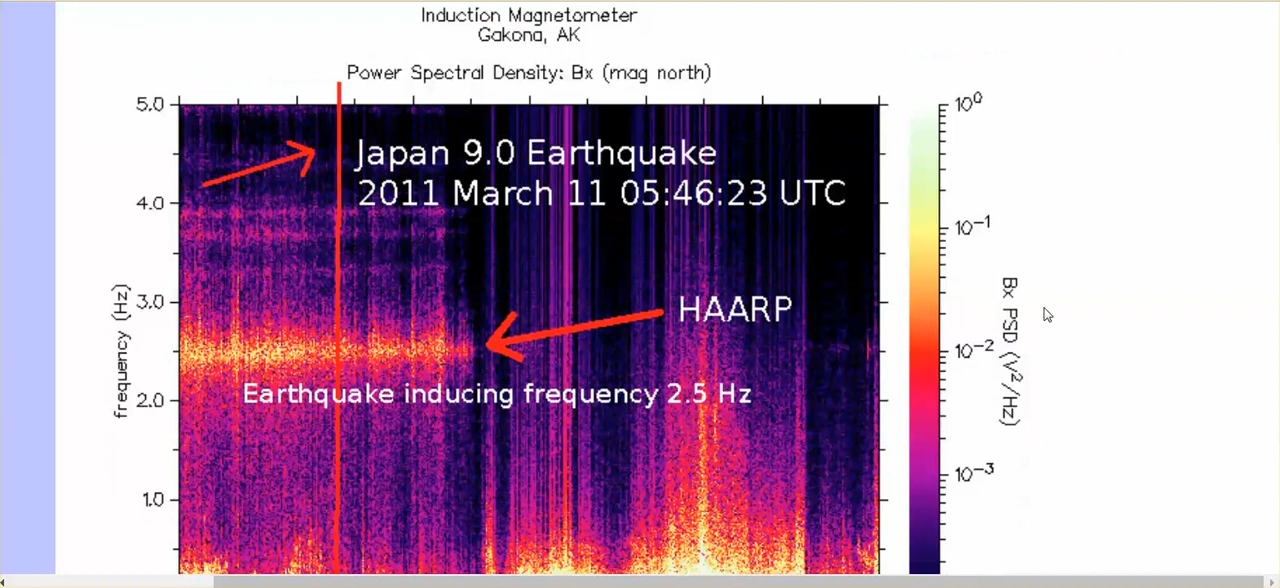 Induction Magnetometer
Gakona, AK
Power Spectral Density: Bx (mag north)
5.0
4.0
3.0
2.0
1.0
frequency (Hz)
Japan 9.0 Earthquake
2011 March 11 05:46:23 UTC
HAARP
Earthquake inducing frequency 2.5 Hz
10⁰
10⁻¹
10⁻²
10⁻³
Bx PSD (V²/Hz)